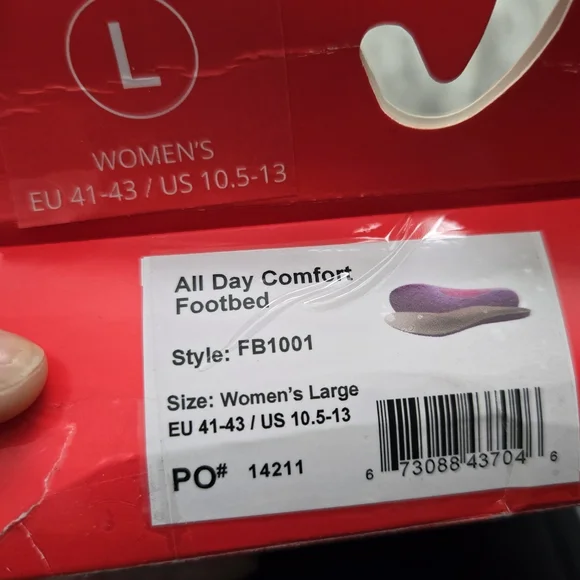 L
WOMEN'S
EU 41-43 / US 10.5-13
All Day Comfort
Footbed
Style: FB1001
Size: Women's Large
EU 41-43 / US 10.5-13
PO# 14211
6 73088 43704 6